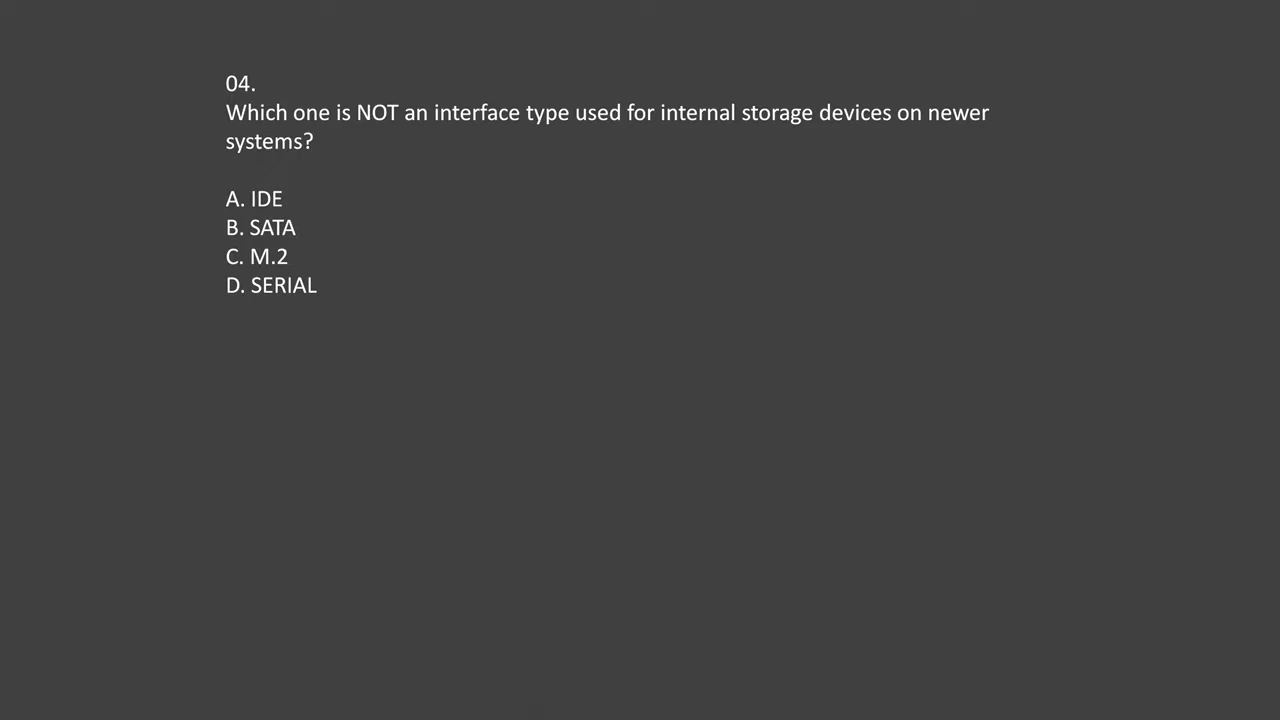 04.
Which one is NOT an interface type used for internal storage devices on newer
systems?
A. IDE
B. SATA
C. M.2
D. SERIAL